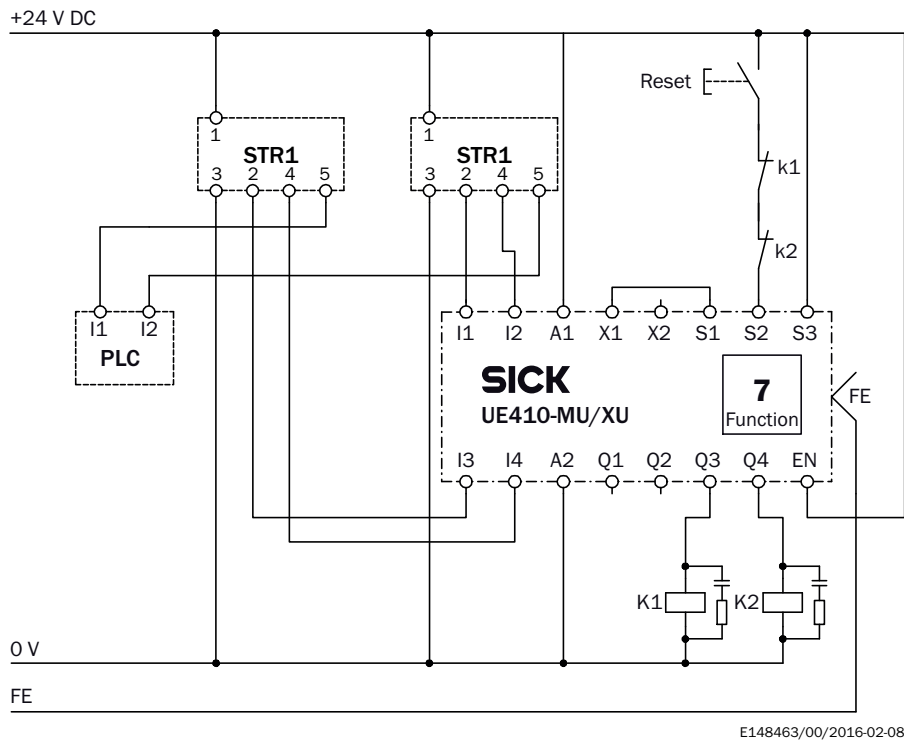 +24 V DC
Reset
1
1
STR1
STR1
3 2 4 5
3 2 4 5
k1
k2
I1 I2
PLC
I1 I2 A1 X1 X2 S1 S2 S3
SICK
UE410-MU/XU
7
Function
FE
I3 I4 A2 Q1 Q2 Q3 Q4 EN
K1
K2
0 V
FE
E148463/00/2016-02-08